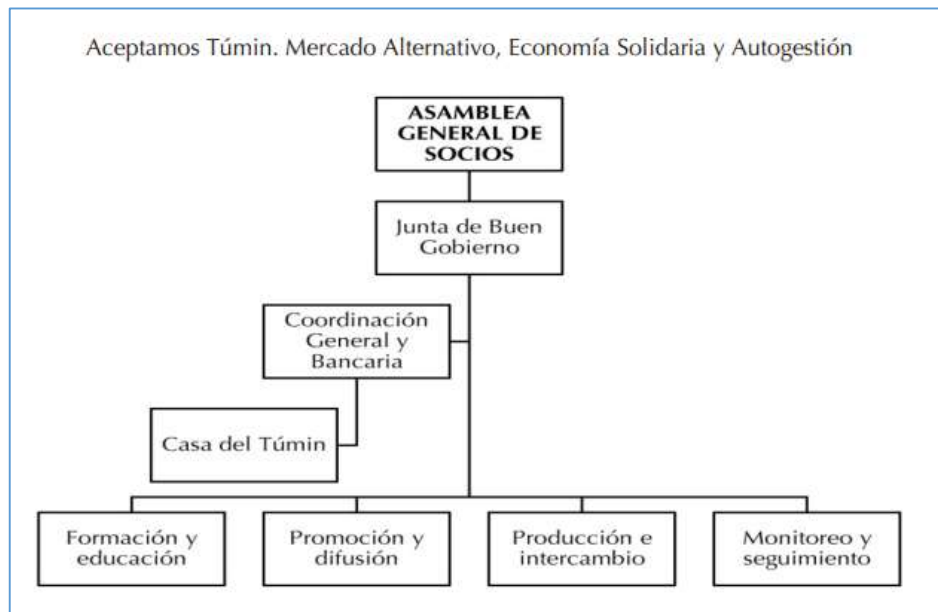 Aceptamos Túmin. Mercado Alternativo, Economía Solidaria y Autogestión
ASAMBLEA
GENERAL DE
SOCIOS
Junta de Buen
Gobierno
Coordinación
General y
Bancaria
Casa del Túmin
Formación y
educación
Promoción y
difusión
Producción e
intercambio
Monitoreo y
seguimiento